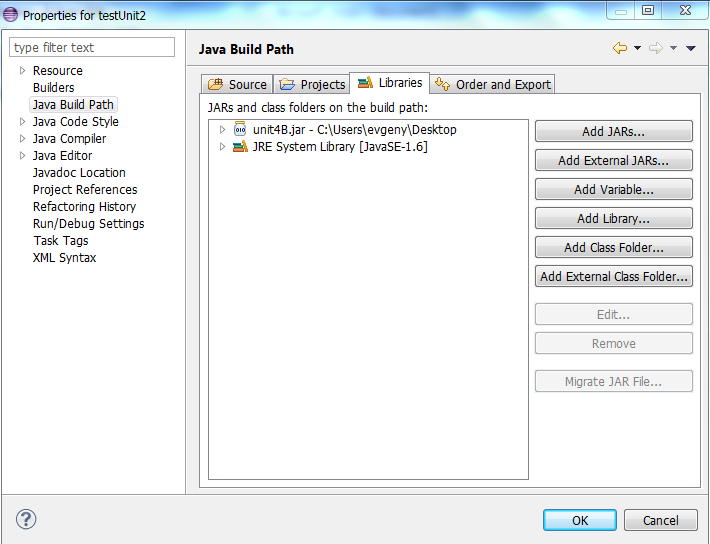 Properties for testUnit2
type filter text
Resource
Builders
Java Build Path
Java Code Style
Java Compiler
Java Editor
Javadoc Location
Project References
Refactoring History
Run/Debug Settings
Task Tags
XML Syntax
Java Build Path
Source Projects Libraries Order and Export
JARs and class folders on the build path:
unit4B.jar - C:\Users\evgeny\Desktop
JRE System Library [JavaSE-1.6]
Add JARs...
Add External JARs...
Add Variable...
Add Library...
Add Class Folder...
Add External Class Folder...
Edit...
Remove
Migrate JAR File...
OK Cancel